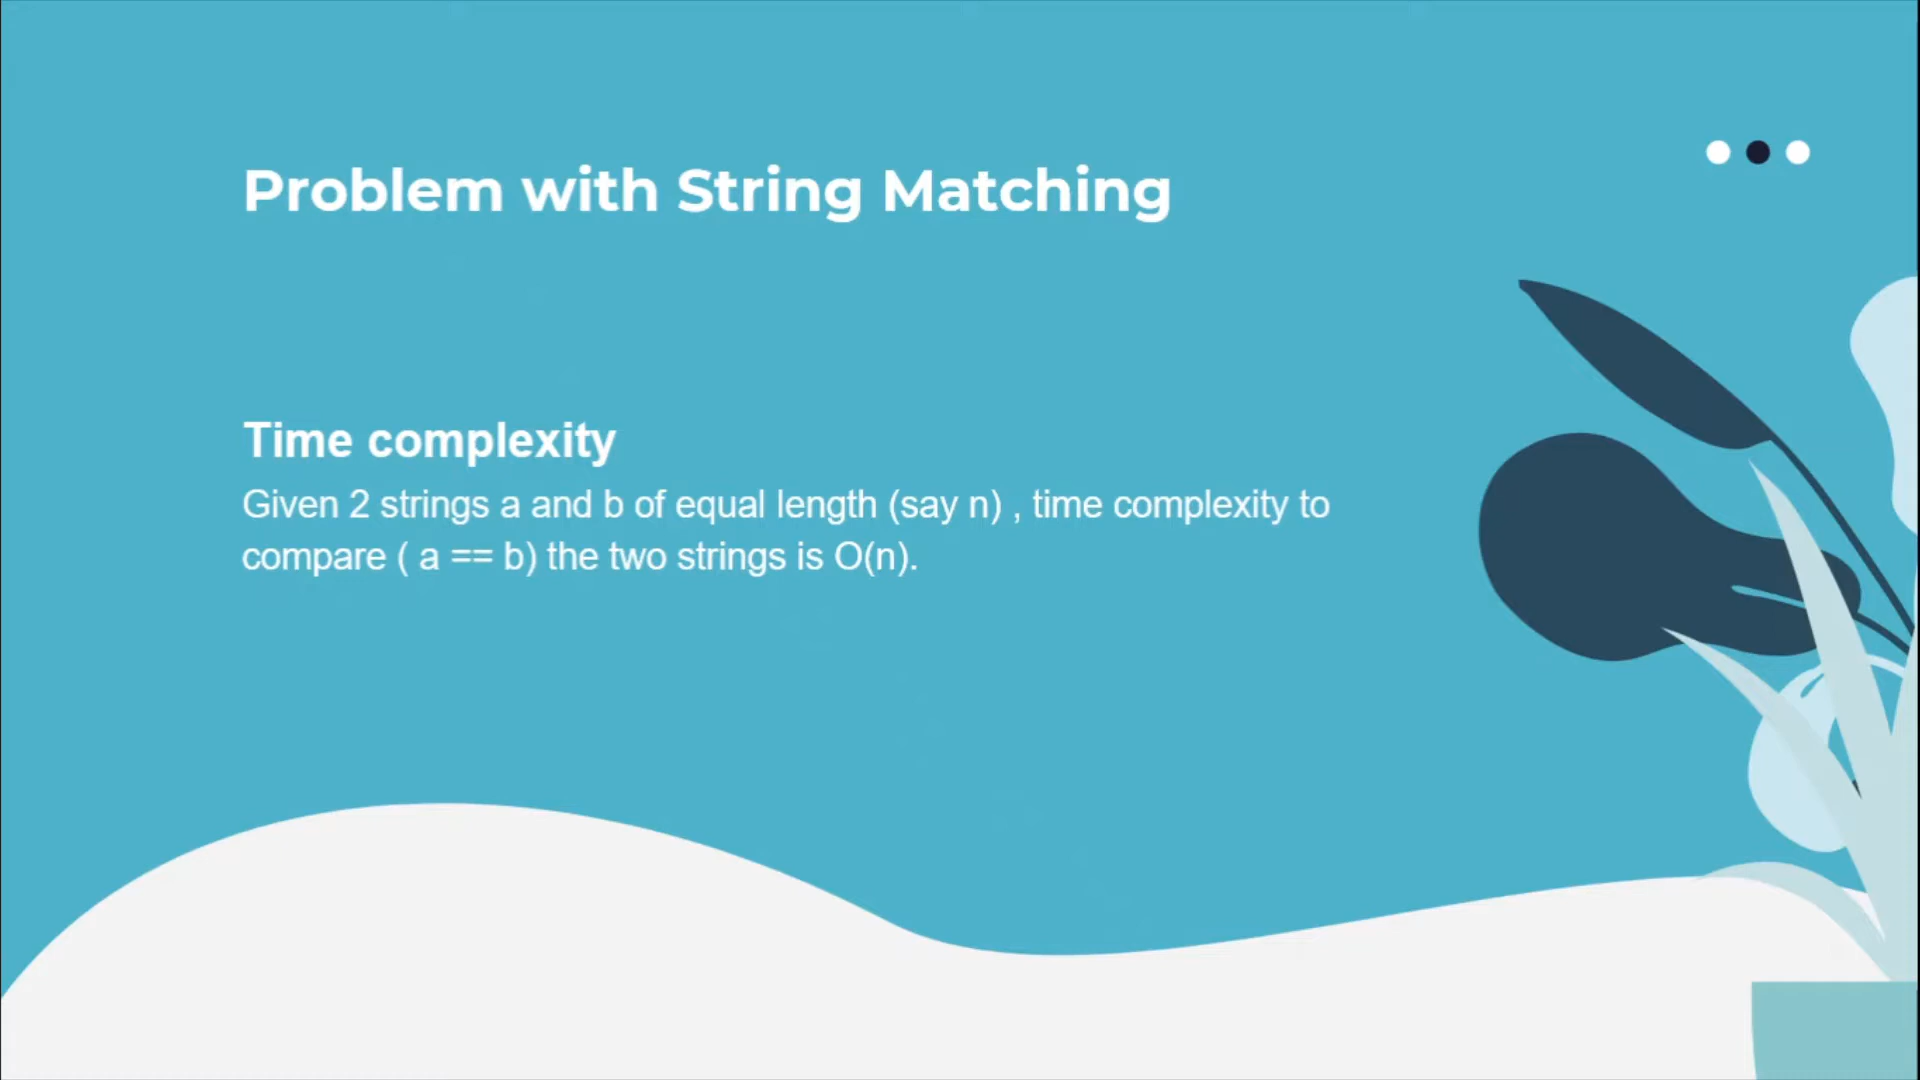 Problem with String Matching
Time complexity
Given 2 strings a and b of equal length (say n) , time complexity to
compare ( a == b) the two strings is O(n).